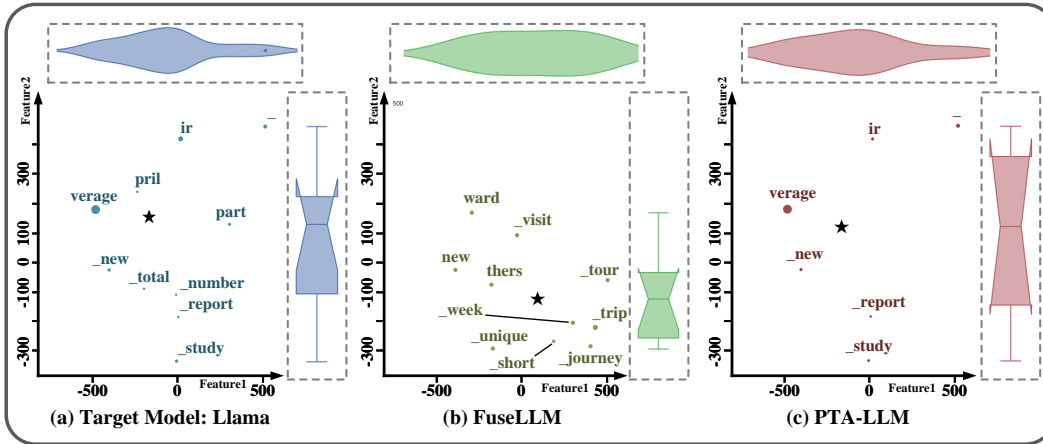 Feature2
300
100
0
-100
-300
-500
0
500
Feature1
_
ir
pril
verage
part
_new
_total
_number
_report
_study
(a) Target Model: Llama
Feature2
500
300
100
0
-100
-300
-500
0
500
Feature1
ward
_visit
new
thers
_tour
_week
_trip
_unique
_short
_journey
(b) FuseLLM
Feature2
300
100
0
-100
-300
-500
0
500
Feature1
_
ir
verage
_new
_report
_study
(c) PTA-LLM